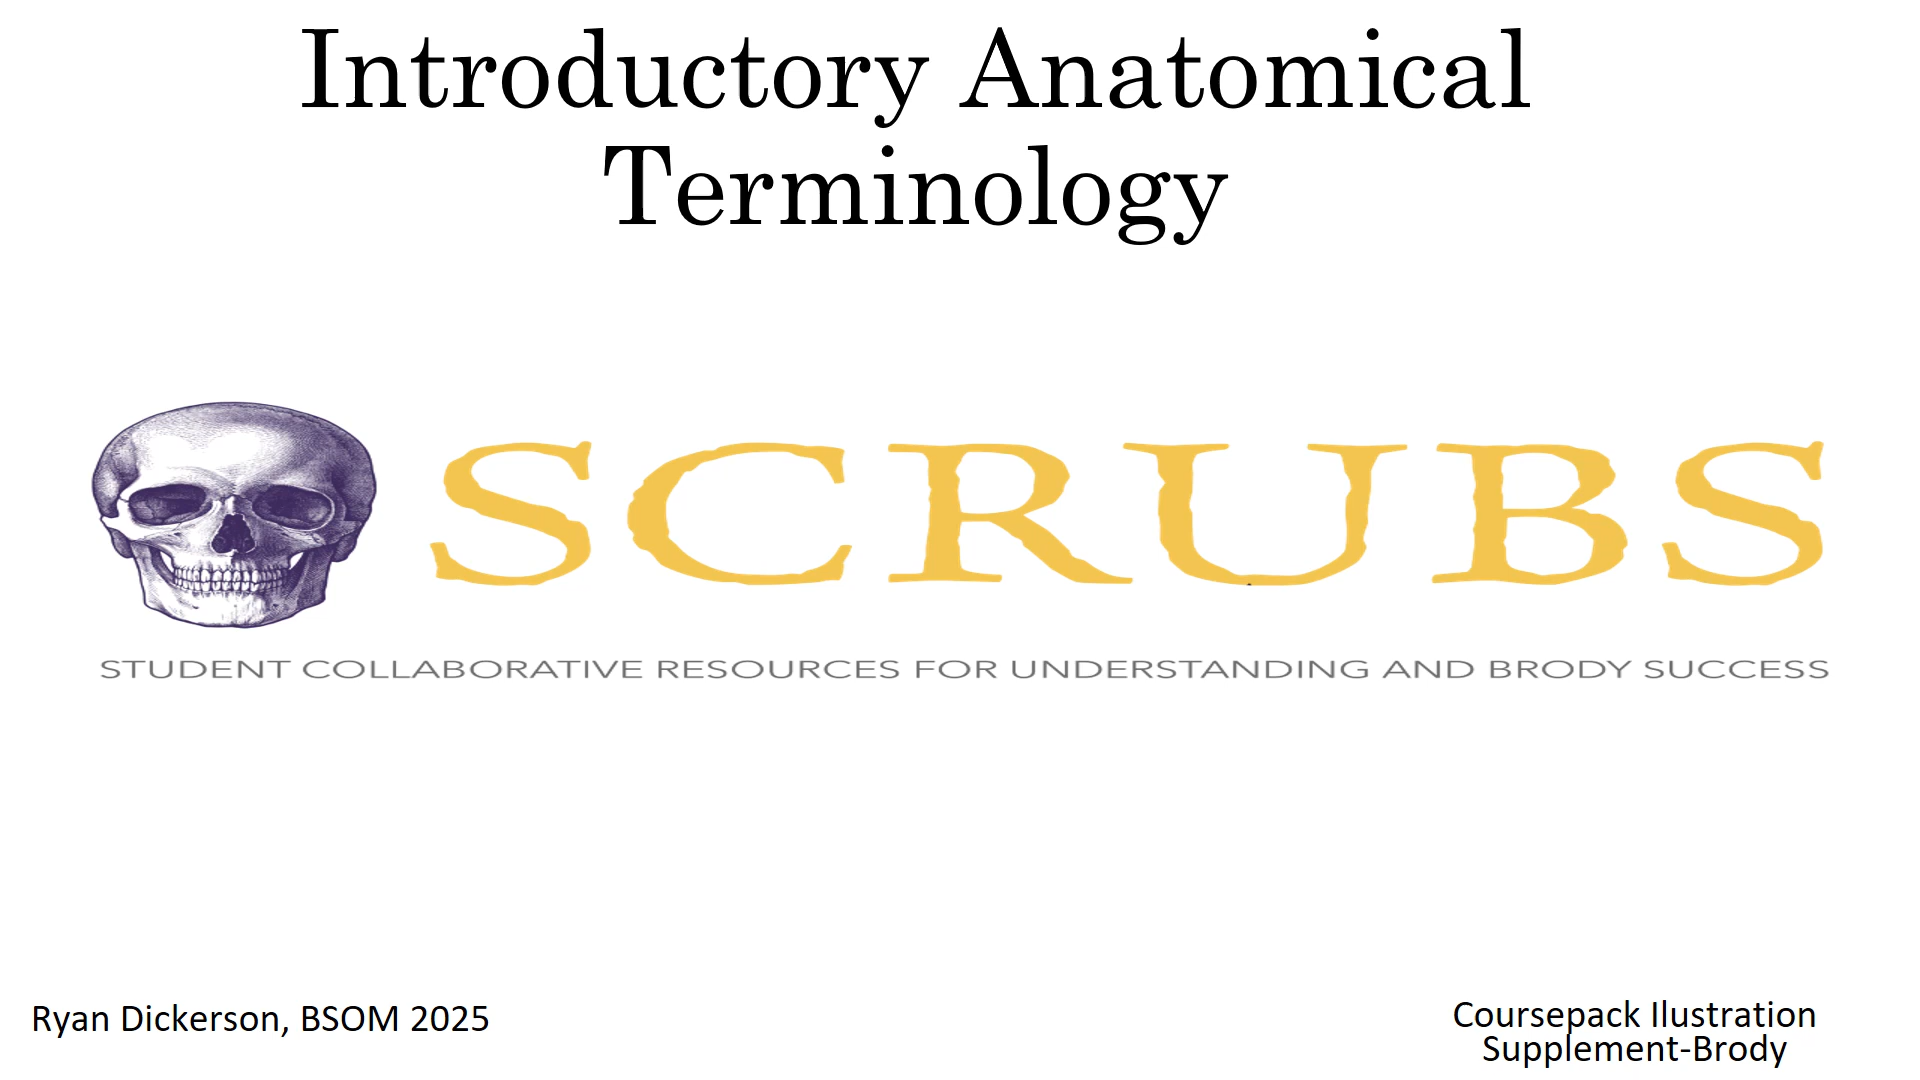 Introductory Anatomical
Terminology
SCRUBS
STUDENT COLLABORATIVE RESOURCES FOR UNDERSTANDING AND BRODY SUCCESS
Ryan Dickerson, BSOM 2025
Coursepack Ilustration
Supplement-Brody